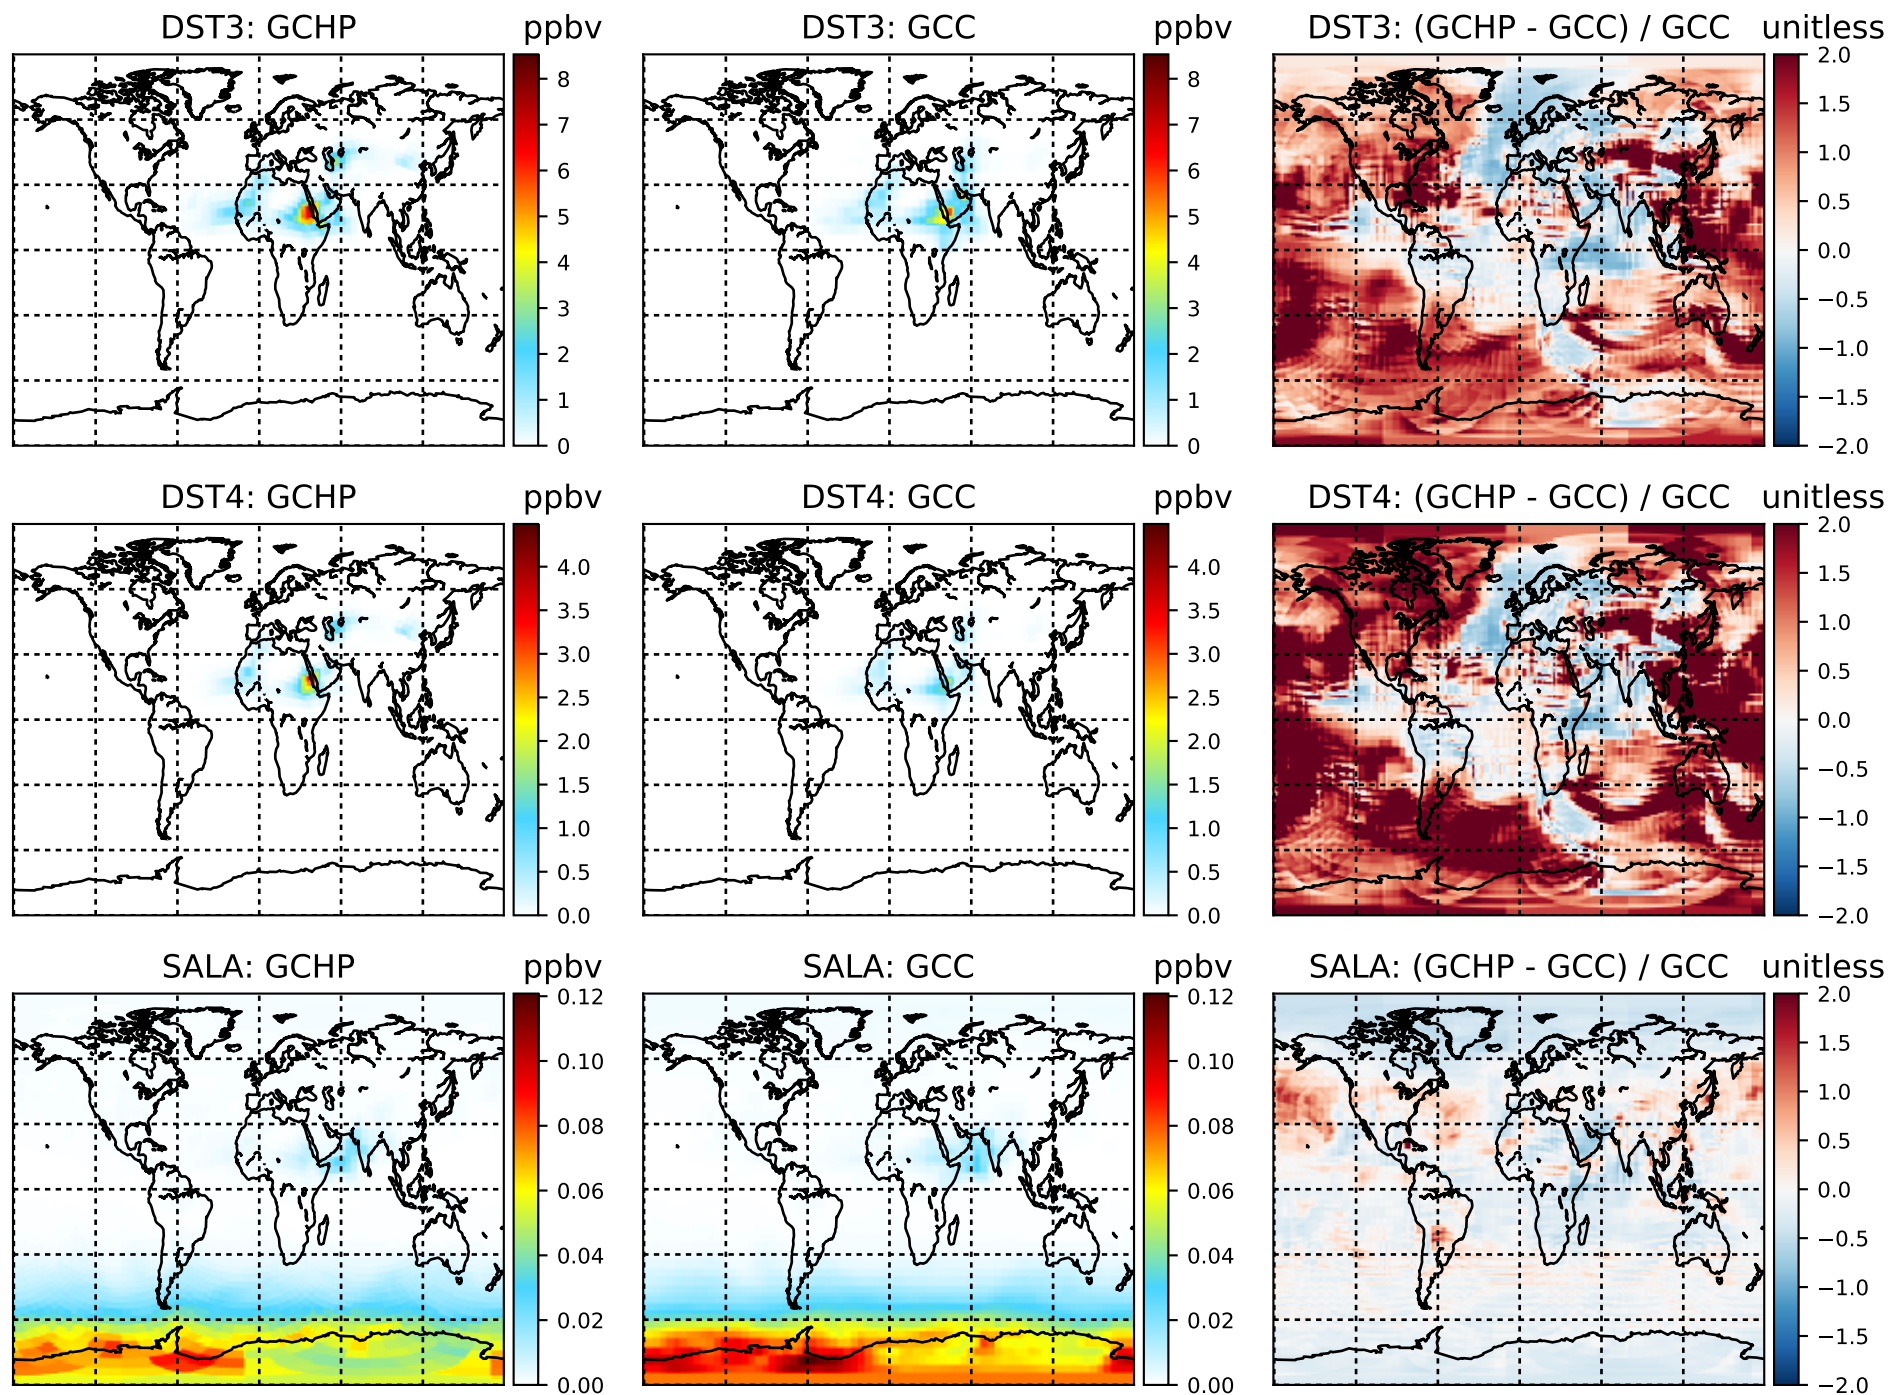 DST3: GCHP ppbv DST3: GCC ppbv DST3: (GCHP - GCC) / GCC unitless
8 8 2.0
7 7 1.5
6 6 1.0
5 5 0.5
4 4 0.0
3 3 −0.5
2 2 −1.0
1 1 −1.5
0 0 −2.0
DST4: GCHP ppbv DST4: GCC ppbv DST4: (GCHP - GCC) / GCC unitless
4.0 4.0 2.0
3.5 3.5 1.5
3.0 3.0 1.0
2.5 2.5 0.5
2.0 2.0 0.0
1.5 1.5 −0.5
1.0 1.0 −1.0
0.5 0.5 −1.5
0.0 0.0 −2.0
SALA: GCHP ppbv SALA: GCC ppbv SALA: (GCHP - GCC) / GCC unitless
0.12 0.12 2.0
0.10 0.10 1.5
0.08 0.08 1.0
0.06 0.06 0.5
0.04 0.04 0.0
0.02 0.02 −0.5
0.00 0.00 −1.0
−1.5
−2.0